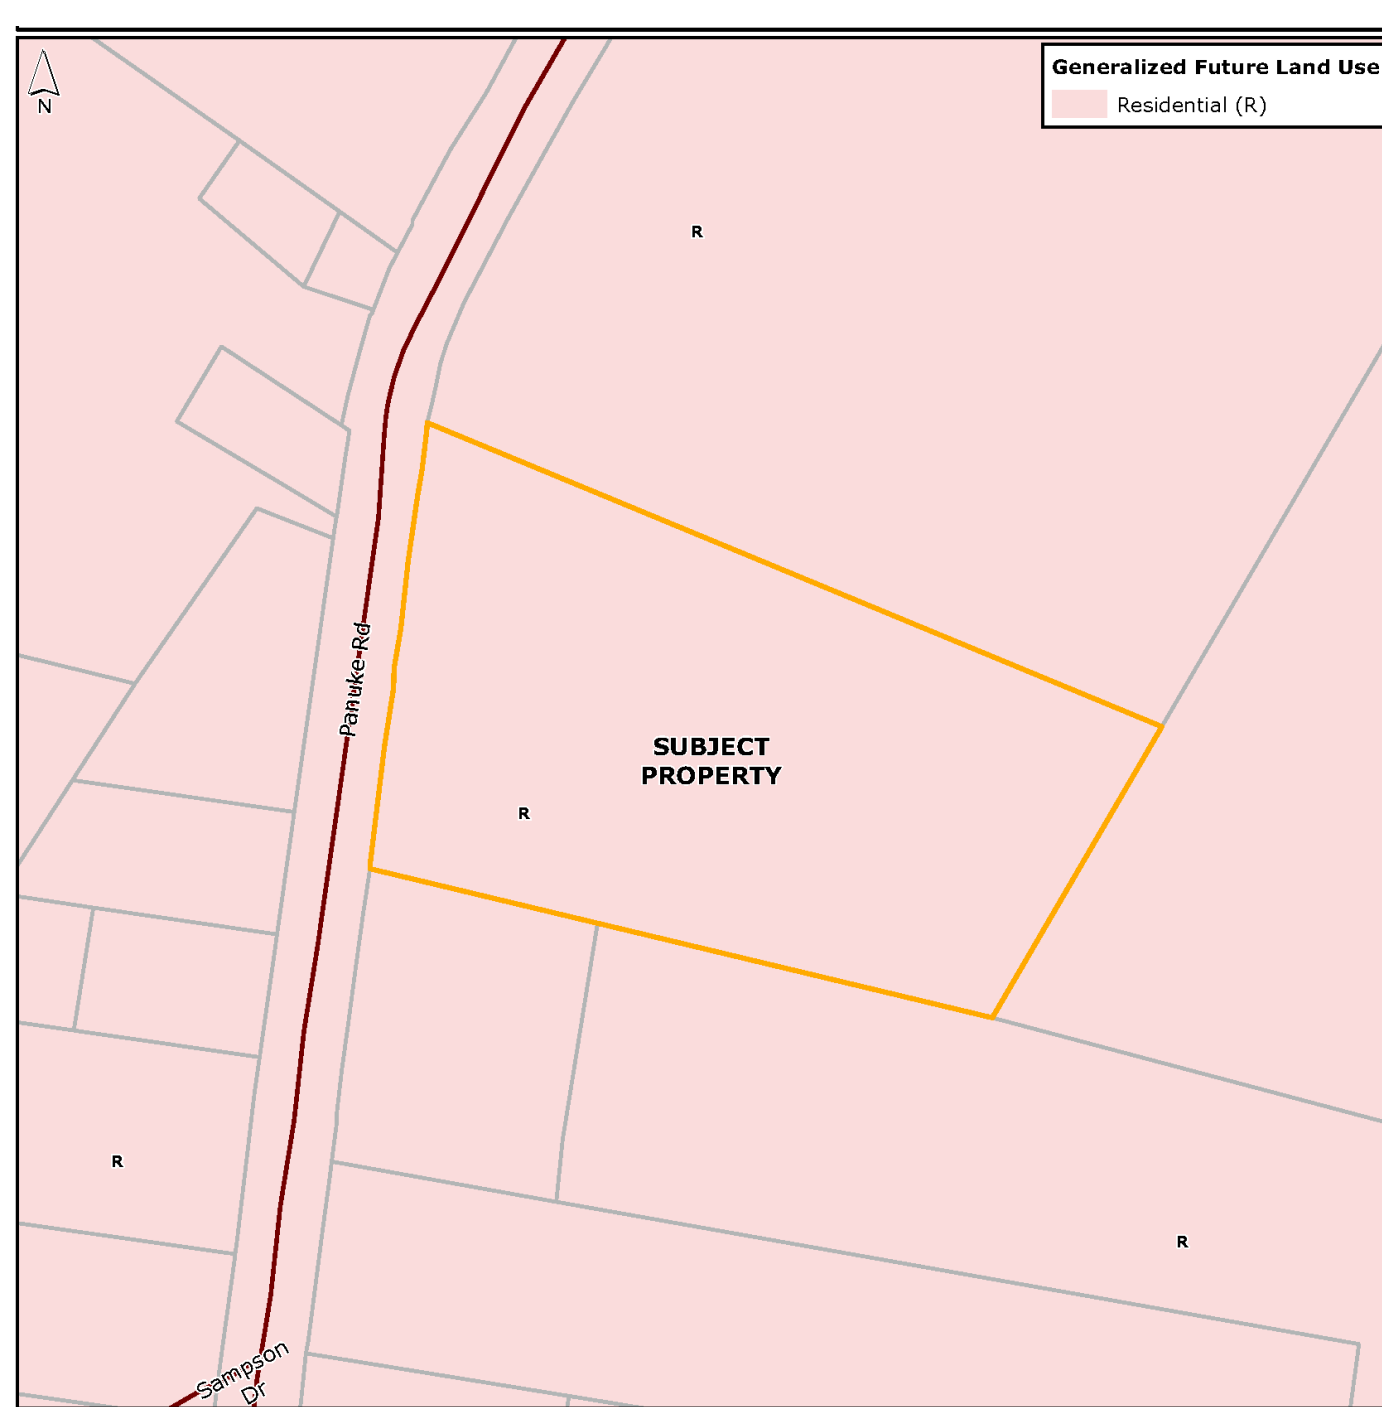 N
Generalized Future Land Use
Residential (R)
R
Panuke Rd
SUBJECT
PROPERTY
R
R
R
Sampson
Dr